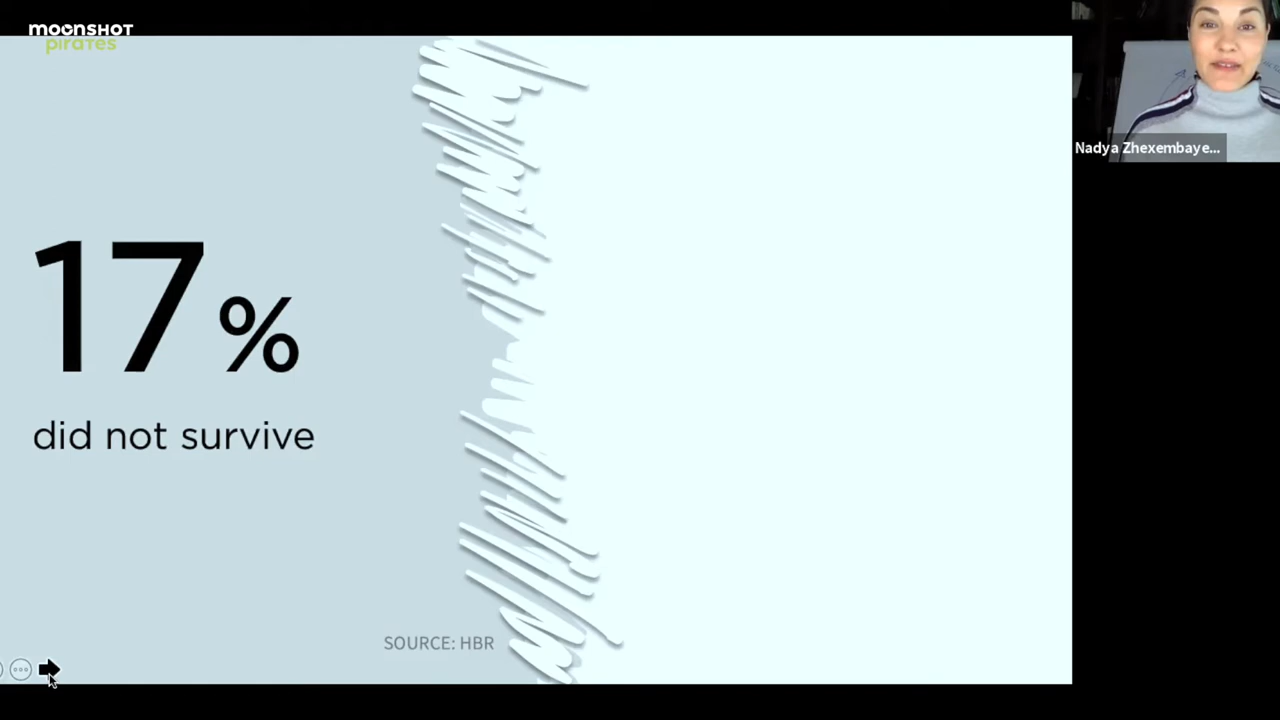 MOONSHOT
pirates
Nadya Zhexembaye...
17%
did not survive
SOURCE: HBR